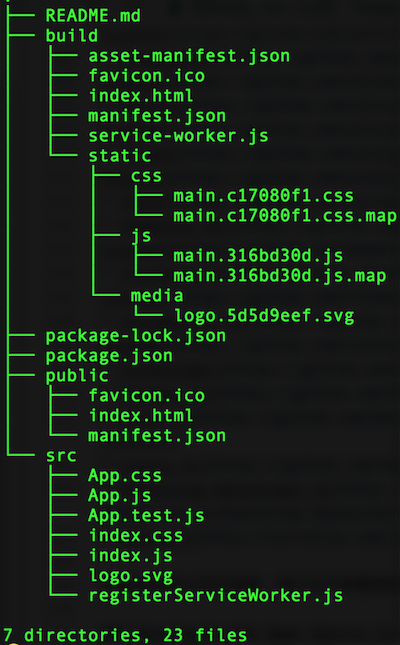 ├── README.md
├── build
│   ├── asset-manifest.json
│   ├── favicon.ico
│   ├── index.html
│   ├── manifest.json
│   ├── service-worker.js
│   └── static
│       ├── css
│       │   ├── main.c17080f1.css
│       │   └── main.c17080f1.css.map
│       ├── js
│       │   ├── main.316bd30d.js
│       │   └── main.316bd30d.js.map
│       └── media
│           └── logo.5d5d9eef.svg
├── package-lock.json
├── package.json
├── public
│   ├── favicon.ico
│   ├── index.html
│   └── manifest.json
└── src
    ├── App.css
    ├── App.js
    ├── App.test.js
    ├── index.css
    ├── index.js
    ├── logo.svg
    └── registerServiceWorker.js
7 directories, 23 files